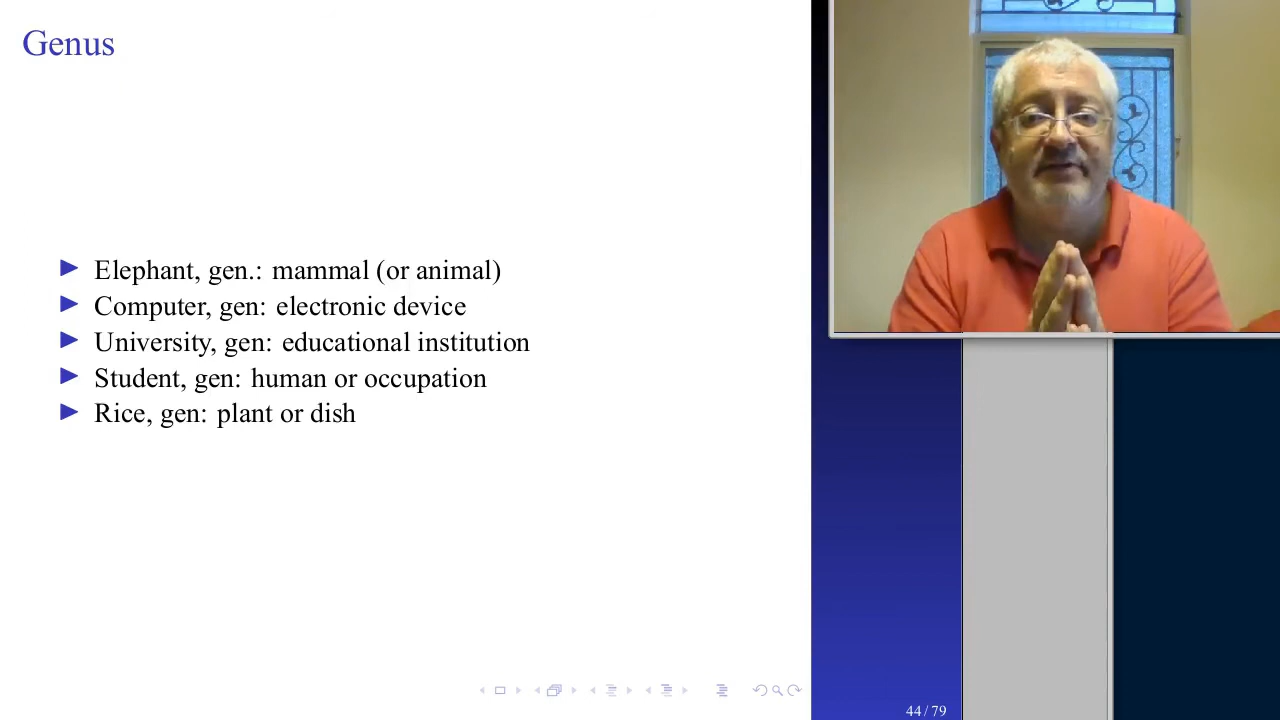 Genus
Elephant, gen.: mammal (or animal)
Computer, gen: electronic device
University, gen: educational institution
Student, gen: human or occupation
Rice, gen: plant or dish
44 / 79